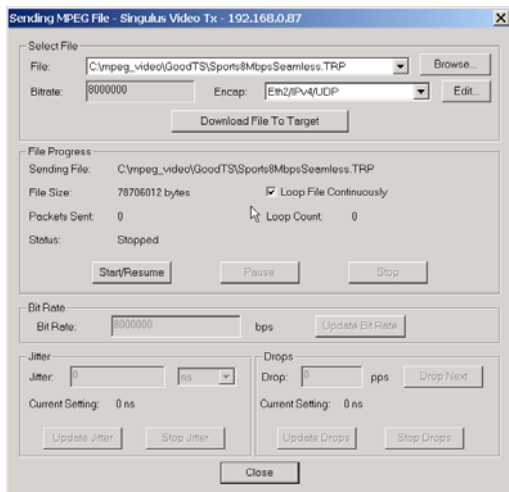 Sending MPEG File - Singulus Video Tx - 192.168.0.87
Select File
File: C:\mpeg_video\GoodTS\Sports8MbpsSeamless.TRP Browse...
Bitrate: 8000000 Encap: Eth2/IPv4/UDP Edit...
Download File To Target
File Progress
Sending File: C:\mpeg_video\GoodTS\Sports8MbpsSeamless.TRP
File Size: 78706012 bytes Loop File Continuously
Packets Sent: 0 Loop Count: 0
Status: Stopped
Start/Resume Pause Stop
Bit Rate
Bit Rate: 8000000 bps Update Bit Rate
Jitter
Jitter: 0 ns
Current Setting: 0 ns
Update Jitter Stop Jitter
Drops
Drop: 0 pps Drop Next
Current Setting: 0 ns
Update Drops Stop Drops
Close